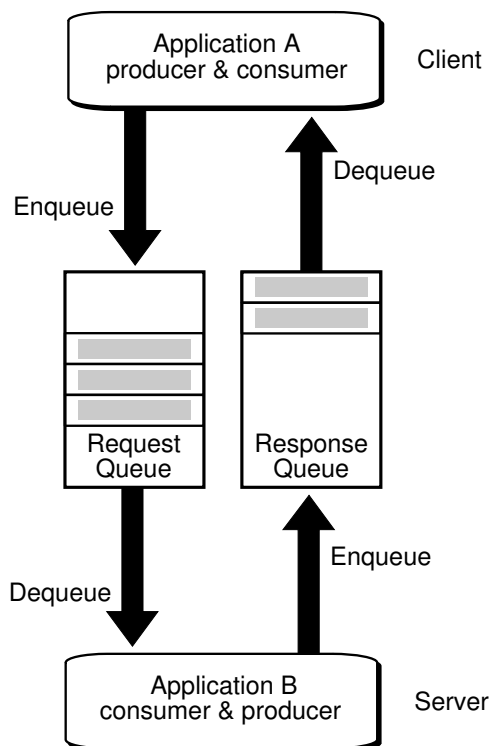 Application A
producer & consumer
Client
Dequeue
Enqueue
Request
Queue
Response
Queue
Enqueue
Dequeue
Application B
consumer & producer
Server